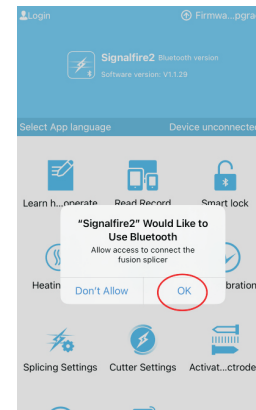 Login
Firmwa...pgra
Signalfire2 Bluetooth version
Software version: V1.1.29
Select App language
Device unconnected
Learn h...operate
Read Record
Smart lock
"Signalfire2" Would Like to
Use Bluetooth
Allow access to connect the
fusion splicer
Heatin
bration
Don't Allow
OK
Splicing Settings
Cutter Settings
Activat...ctrode